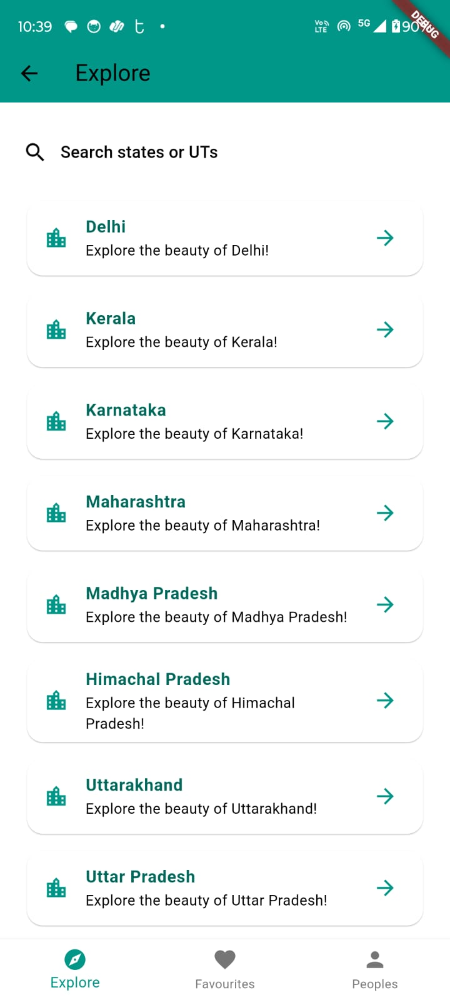 10:39
Vo) LTE 5G 90%
DEBUG
Explore
Search states or UTs
Delhi
Explore the beauty of Delhi!
Kerala
Explore the beauty of Kerala!
Karnataka
Explore the beauty of Karnataka!
Maharashtra
Explore the beauty of Maharashtra!
Madhya Pradesh
Explore the beauty of Madhya Pradesh!
Himachal Pradesh
Explore the beauty of Himachal
Pradesh!
Uttarakhand
Explore the beauty of Uttarakhand!
Uttar Pradesh
Explore the beauty of Uttar Pradesh!
Explore
Favourites
Peoples